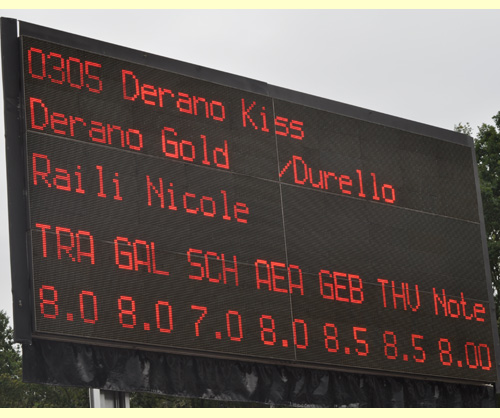 0305 Derano Kiss
Derano Gold /Durello
Raili Nicole
TRA GAL SCH AEA GEB THV Note
8.0 8.0 7.0 8.0 8.5 8.5 8.00